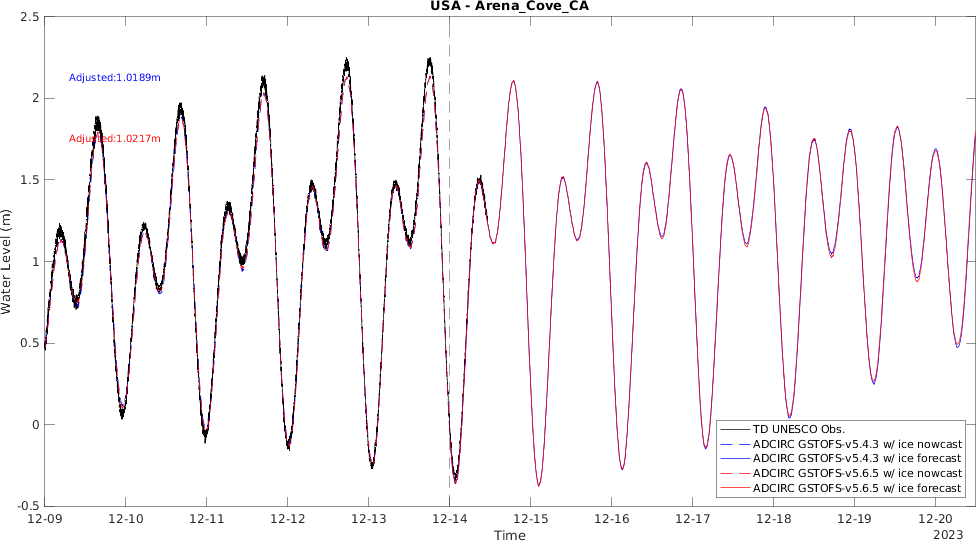 USA - Arena_Cove_CA
2.5
2
1.5
1
0.5
0
-0.5
Water Level (m)
Adjusted:1.0189m
Adjusted:1.0217m
TD UNESCO Obs.
ADCIRC GSTOFS-v5.4.3 w/ ice nowcast
ADCIRC GSTOFS-v5.4.3 w/ ice forecast
ADCIRC GSTOFS-v5.6.5 w/ ice nowcast
ADCIRC GSTOFS-v5.6.5 w/ ice forecast
12-09 12-10 12-11 12-12 12-13 12-14 12-15 12-16 12-17 12-18 12-19 12-20
Time
2023